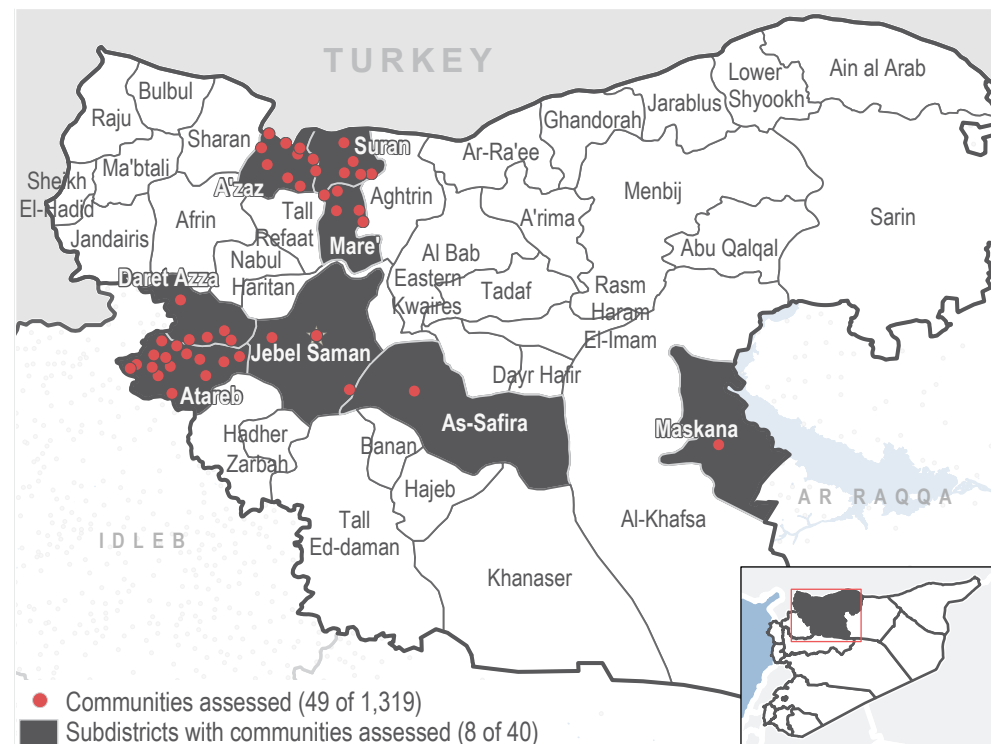 TURKEY
Lower
Shyookh
Ain al Arab
Bulbul
Jarablus
Raju
Ghandorah
Sharan
Suran
Ar-Ra'ee
Ma'btali
Menbij
Sheikh
El-Hadid
A'zaz
Aghtrin
Tall
Refaat
Afrin
A'rima
Sarin
Jandairis
Mare'
Abu Qalqal
Al Bab
Nabul
Daret Azza
Haritan
Eastern
Kwaires
Tadaf
Rasm
Haram
El-Imam
Jebel Saman
Dayr Hafir
Atareb
As-Safira
Maskana
Hadher
Banan
Zarbah
Hajeb
AR RAQQA
Al-Khafsa
Tall
Ed-daman
IDLEB
Khanaser
Communities assessed (49 of 1,319)
Subdistricts with communities assessed (8 of 40)